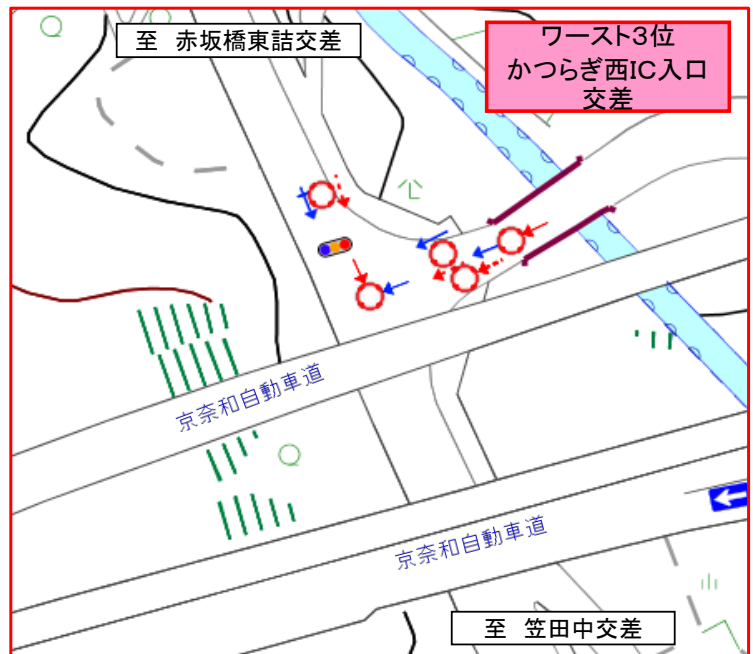 至 赤坂橋東詰交差
ワースト3位
かつらぎ西IC入口
交差
京奈和自動車道
京奈和自動車道
至 笠田中交差